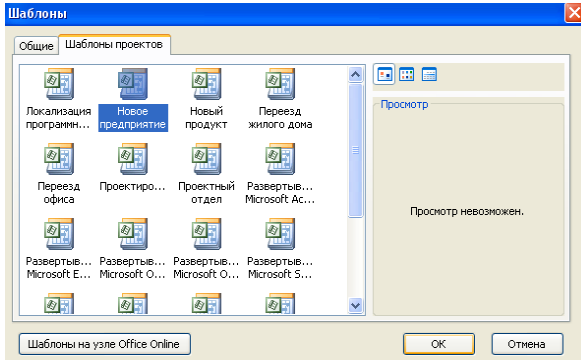 Шаблоны
Общие Шаблоны проектов
Локализация программн...
Новое предприятие
Новый продукт
Переезд жилого дома
Переезд офиса
Проектиро...
Проектный отдел
Развертыв... Microsoft Ac...
Развертыв... Microsoft E...
Развертыв... Microsoft O...
Развертыв... Microsoft O...
Развертыв... Microsoft S...
Просмотр
Просмотр невозможен.
Шаблоны на узле Office Online
ОК
Отмена